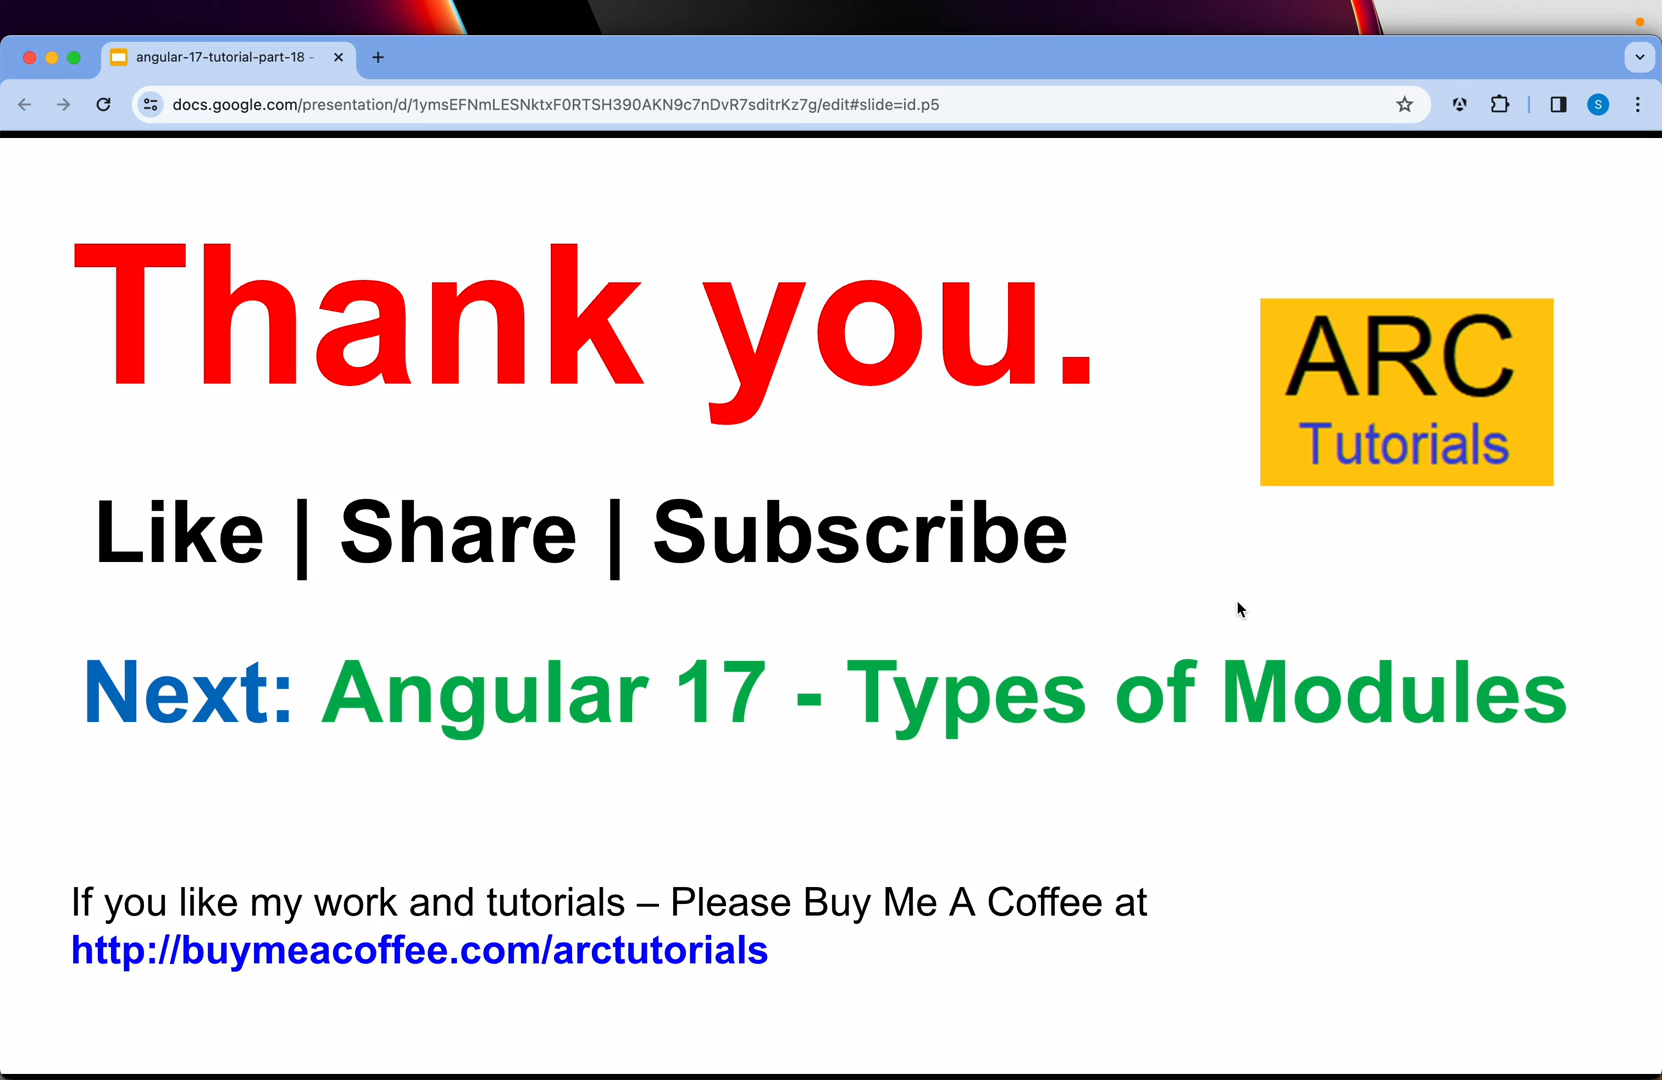 angular-17-tutorial-part-18 -
docs.google.com/presentation/d/1ymsEFNmLESNktxF0RTSH390AKN9c7nDvR7sditrKz7g/edit#slide=id.p5
S
Thank you.
ARC
Tutorials
Like | Share | Subscribe
Next: Angular 17 - Types of Modules
If you like my work and tutorials – Please Buy Me A Coffee at
http://buymeacoffee.com/arctutorials